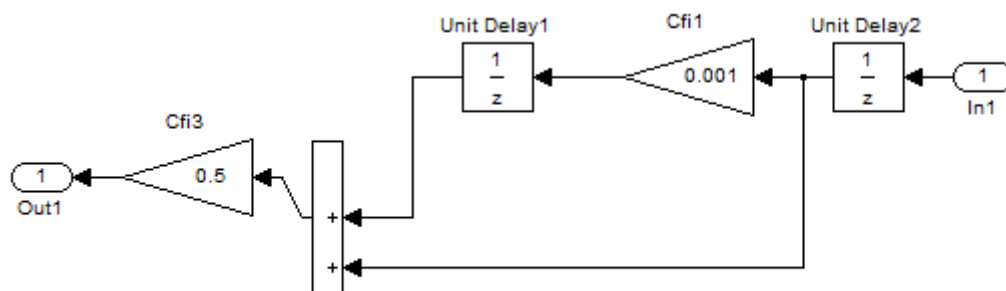 Unit Delay1
Cfi1
Unit Delay2
1
z
0.001
1
z
1
In1
Cfi3
1
0.5
Out1
+
+